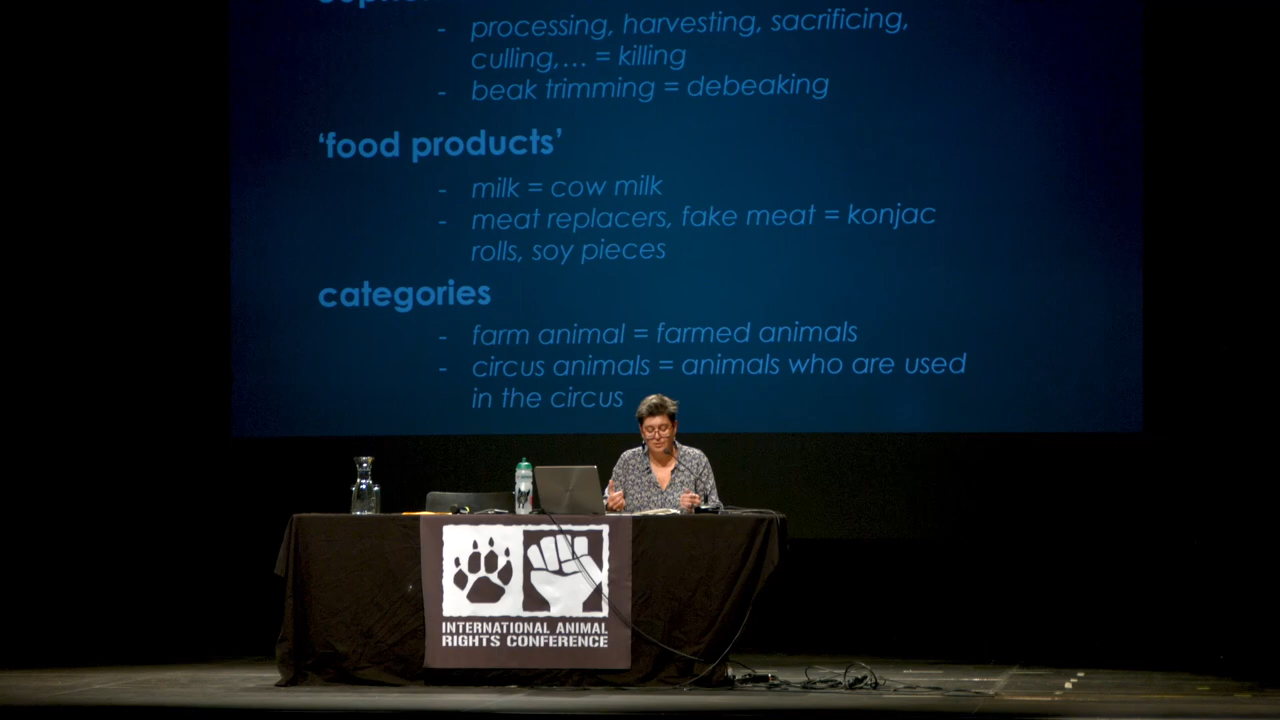 - processing, harvesting, sacrificing,
culling,... = killing
- beak trimming = debeaking
‘food products’
- milk = cow milk
- meat replacers, fake meat = konjac
rolls, soy pieces
categories
- farm animal = farmed animals
- circus animals = animals who are used
in the circus
INTERNATIONAL ANIMAL
RIGHTS CONFERENCE